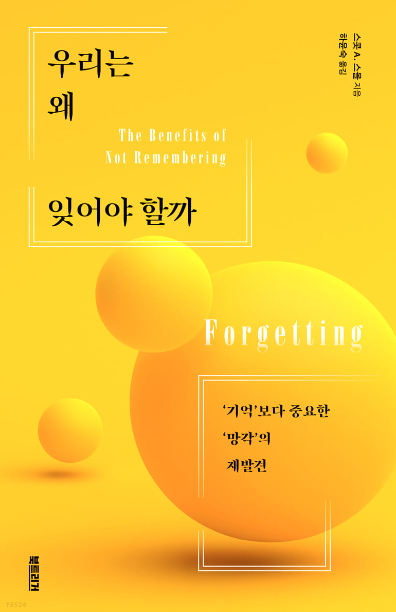 스콧 A. 스몰 지음
하윤숙 옮김
우리는
왜
The Benefits of
Not Remembering
잊어야 할까
Forgetting
‘기억’보다 중요한
‘망각’의
재발견
북트리거
YES24